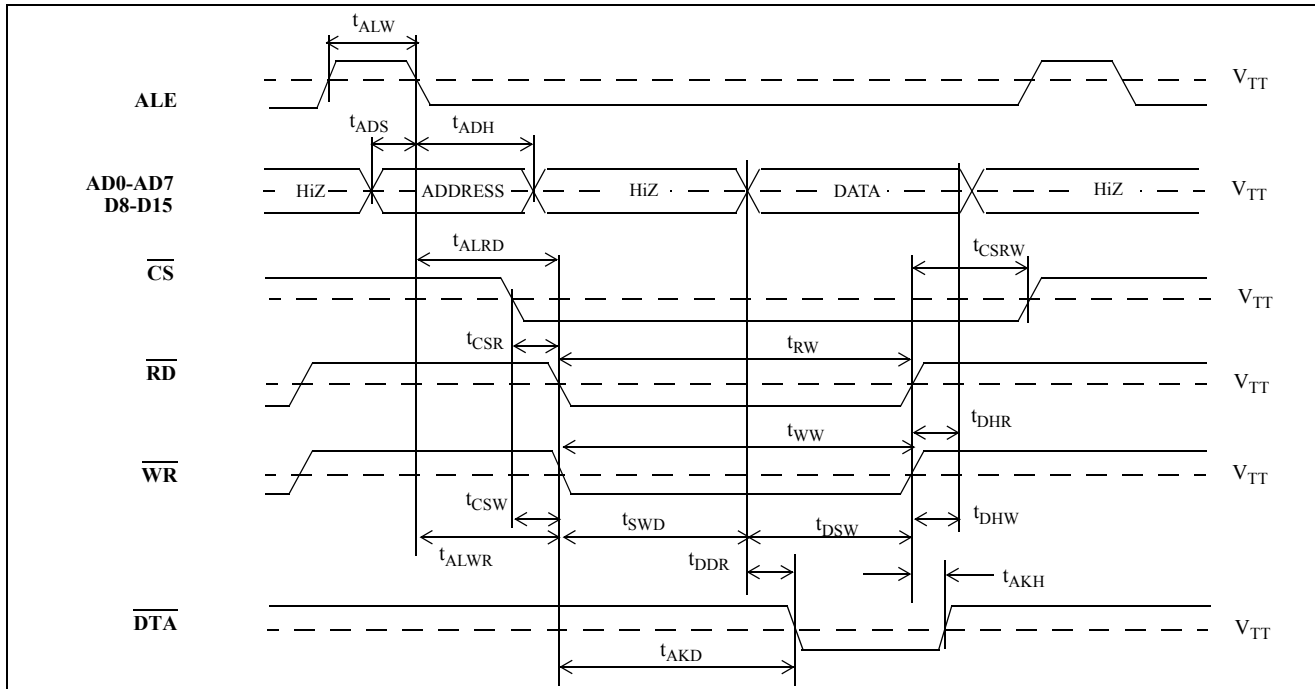 tALW
ALE
VTT
tADS
tADH
AD0-AD7
D8-D15
HiZ
ADDRESS
HiZ
DATA
HiZ
VTT
tALRD
tCSRW
CS
VTT
tCSR
tRW
RD
VTT
tWW
tDHR
WR
VTT
tCSW
tSWD
tDSW
tDHW
tALWR
tDDR
tAKH
DTA
VTT
tAKD